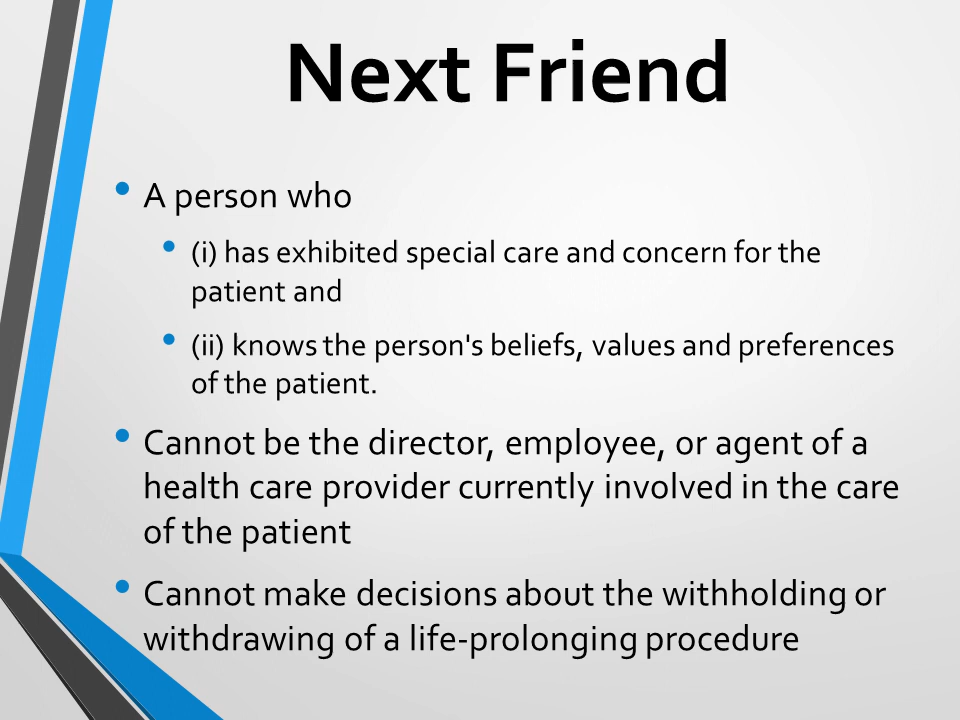 Next Friend
• A person who
• (i) has exhibited special care and concern for the
patient and
• (ii) knows the person's beliefs, values and preferences
of the patient.
• Cannot be the director, employee, or agent of a
health care provider currently involved in the care
of the patient
• Cannot make decisions about the withholding or
withdrawing of a life-prolonging procedure